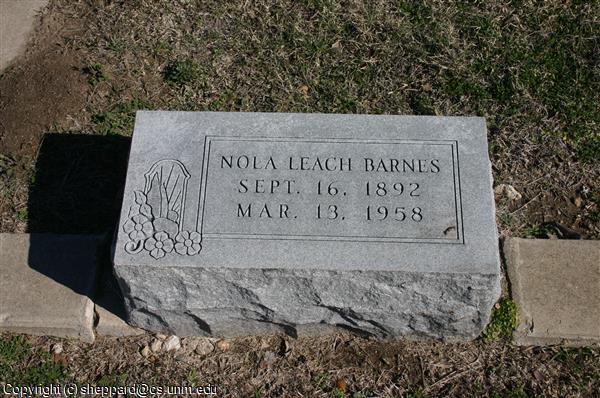 NOLA LEACH BARNES
SEPT. 16, 1892
MAR. 13, 1958
Copyright (c) sheppard@cs.unm.edu